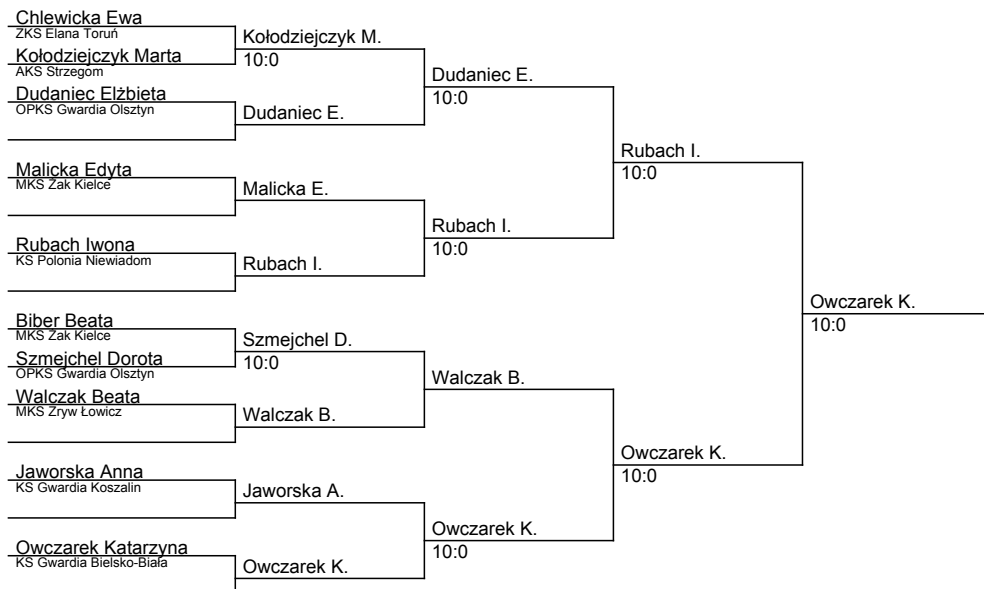 Chlewicka Ewa
ZKS Elana Toruń
Kołodziejczyk M.
10:0
Kołodziejczyk Marta
AKS Strzegom
Dudaniec E.
10:0
Dudaniec Elżbieta
OPKS Gwardia Olsztyn
Dudaniec E.
Rubach I.
10:0
Malicka Edyta
MKS Żak Kielce
Malicka E.
Rubach I.
10:0
Rubach Iwona
KS Polonia Niewiadom
Rubach I.
Owczarek K.
10:0
Biber Beata
MKS Żak Kielce
Szmejchel D.
10:0
Szmejchel Dorota
OPKS Gwardia Olsztyn
Walczak B.
Walczak Beata
MKS Zryw Łowicz
Walczak B.
Owczarek K.
10:0
Jaworska Anna
KS Gwardia Koszalin
Jaworska A.
Owczarek K.
10:0
Owczarek Katarzyna
KS Gwardia Bielsko-Biała
Owczarek K.